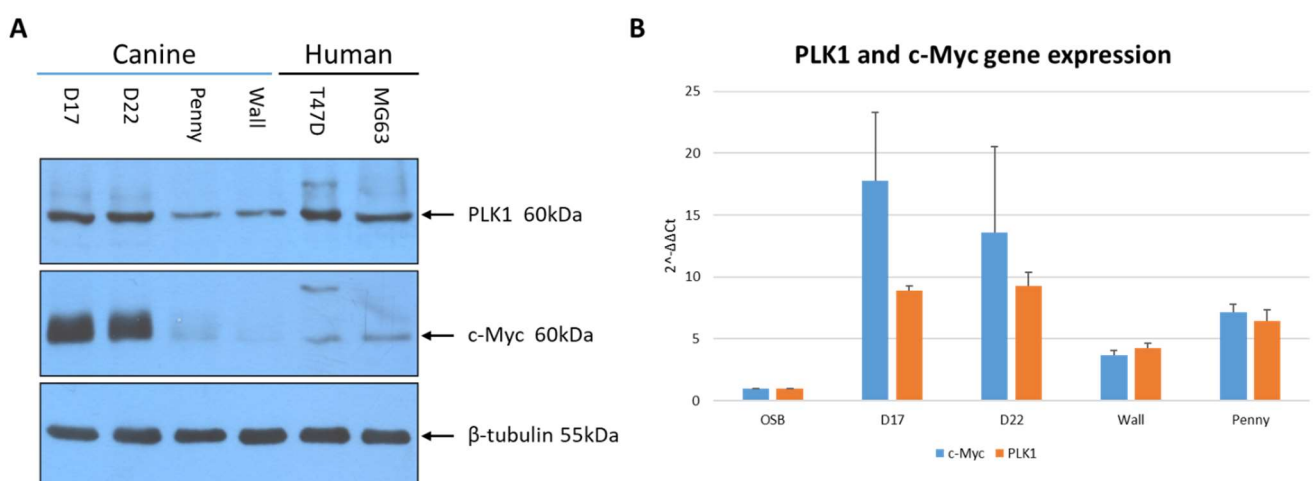 A
Canine
Human
D17
D22
Penny
Wall
T47D
MG63
PLK1 60kDa
c-Myc 60kDa
β-tubulin 55kDa
B
PLK1 and c-Myc gene expression
25
20
15
10
5
0
2^-ΔΔCt
OSB
D17
D22
Wall
Penny
c-Myc
PLK1